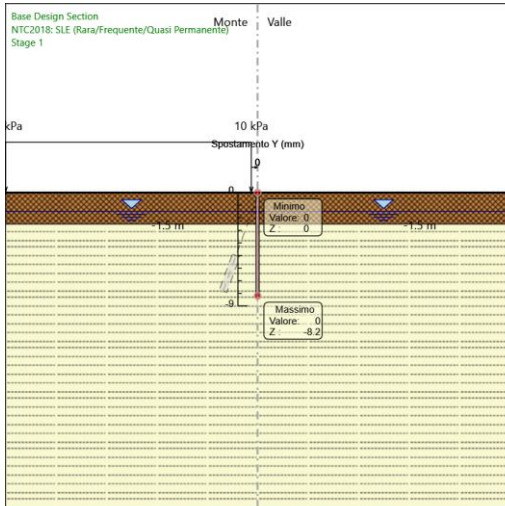 Base Design Section
NTC2018: SLE (Rara/Frequente/Quasi Permanente)
Stage 1
Monte Valle
kPa
10 kPa
Spostamento Y (mm)
0
0
-1.5 m
-1.5 m
Minimo
Valore: 0
Z : 0
-9
Massimo
Valore: 0
Z : -8.2